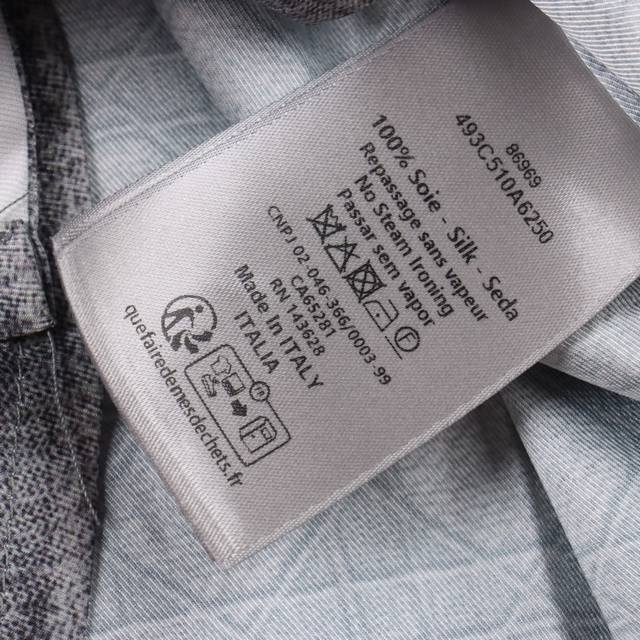 86969
493C510A6250
100% Soie - Silk - Seda
Repassage sans vapeur
No Steam Ironing
Passar sem vapor
F
CNPJ 02-046-366/0003-99
CA65281
RN 143628
Made in ITALY
ITALIA
quefairedemesdechets.fr